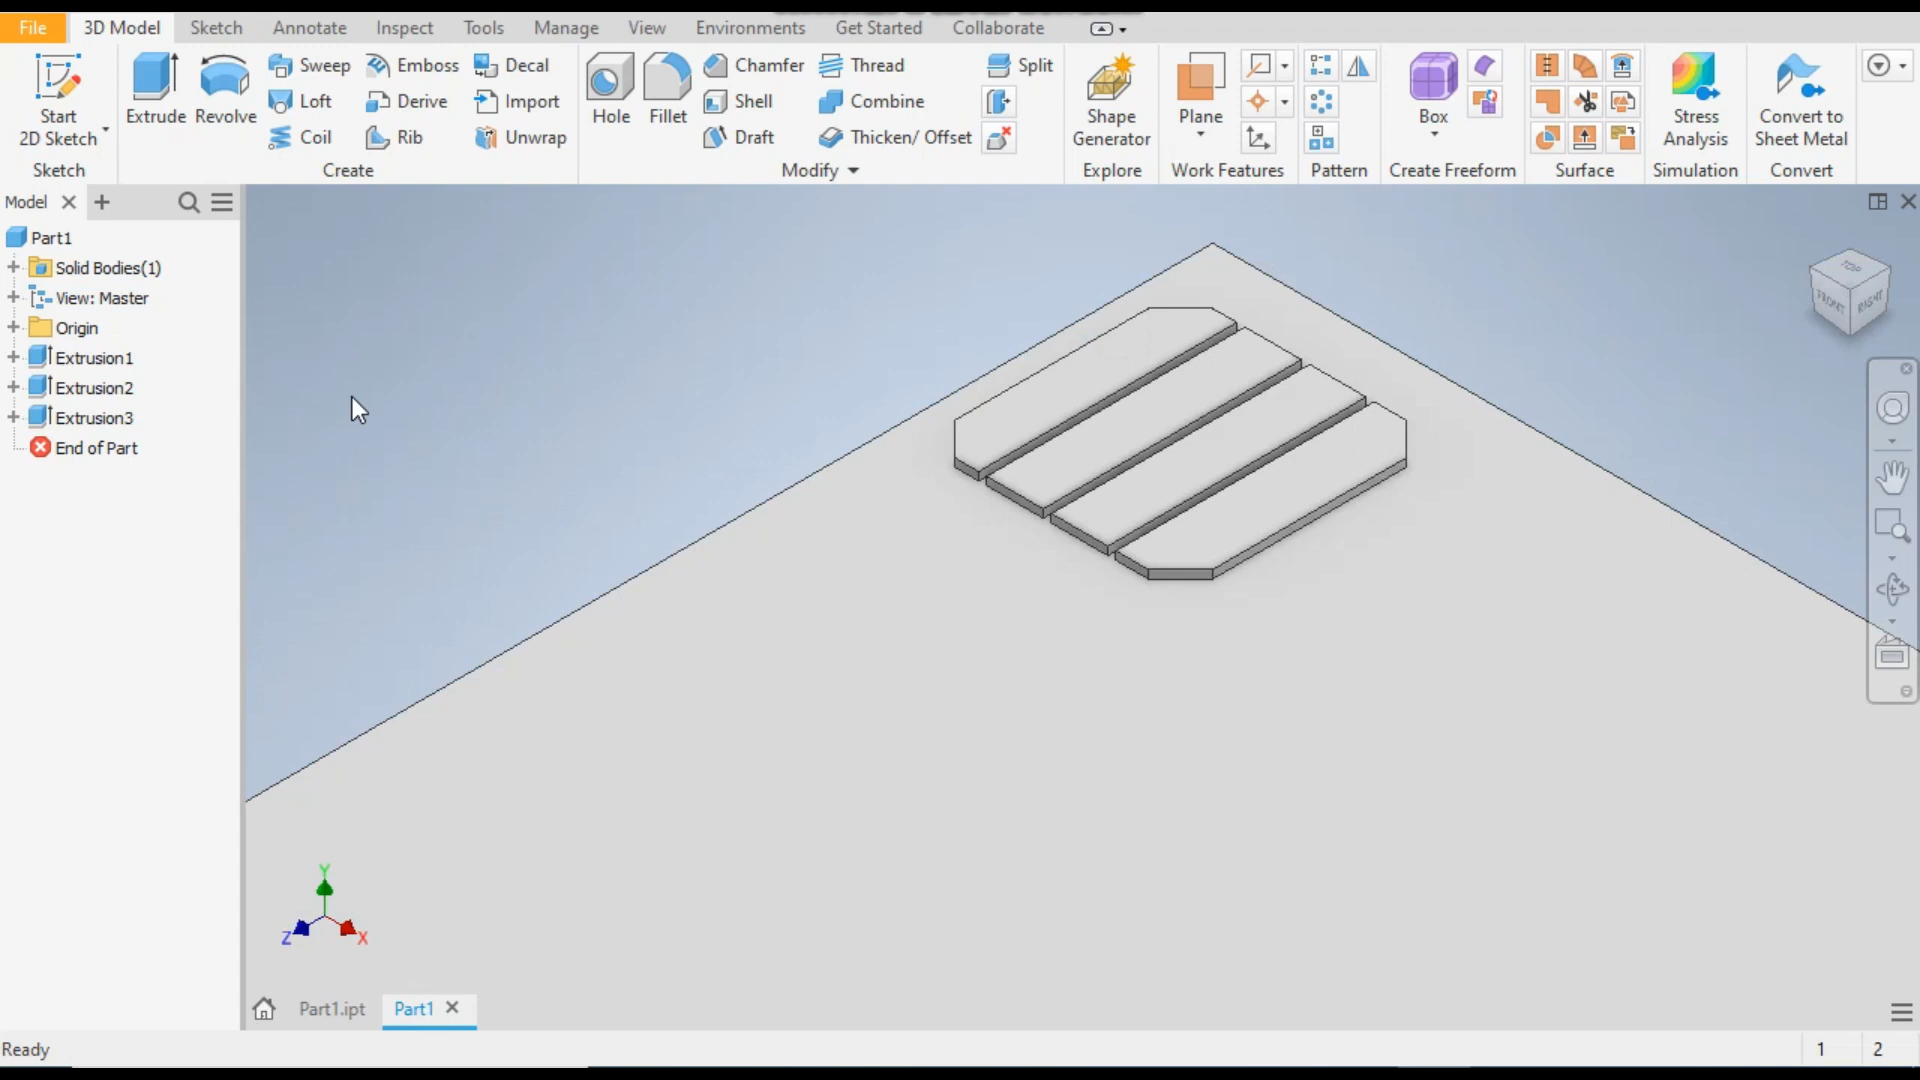 File 3D Model Sketch Annotate Inspect Tools Manage View Environments Get Started Collaborate
Start 2D Sketch
Extrude Revolve
Sweep Emboss Decal
Loft Derive Import
Coil Rib Unwrap
Hole Fillet
Chamfer Thread Split
Shell Combine
Draft Thicken/ Offset
Shape Generator
Plane
Box
Stress Analysis
Convert to Sheet Metal
Sketch Create Modify Explore Work Features Pattern Create Freeform Surface Simulation Convert
Model
Part1
Solid Bodies(1)
View: Master
Origin
Extrusion1
Extrusion2
Extrusion3
End of Part
TOP
FRONT RIGHT
Y
Z X
Part1.ipt Part1
Ready 1 2